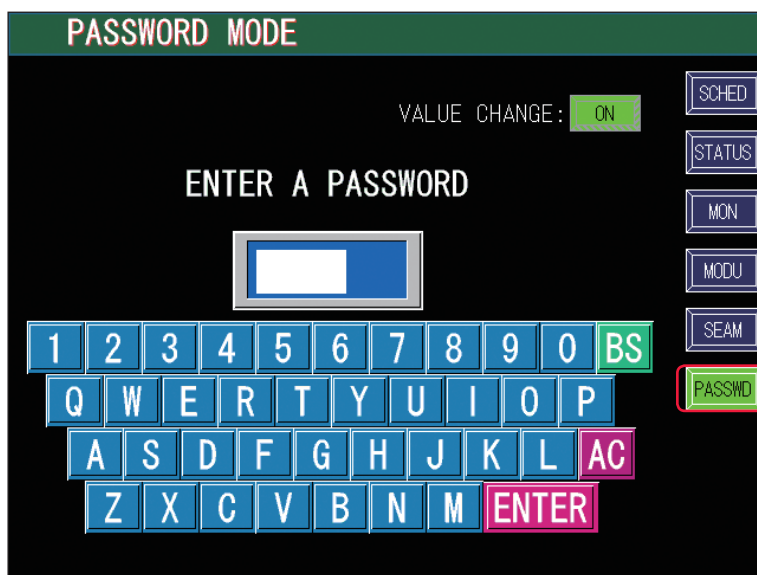 PASSWORD MODE
VALUE CHANGE: ON
ENTER A PASSWORD
1 2 3 4 5 6 7 8 9 0 BS
Q W E R T Y U I O P
A S D F G H J K L AC
Z X C V B N M ENTER
SCHED
STATUS
MON
MODU
SEAM
PASSWD